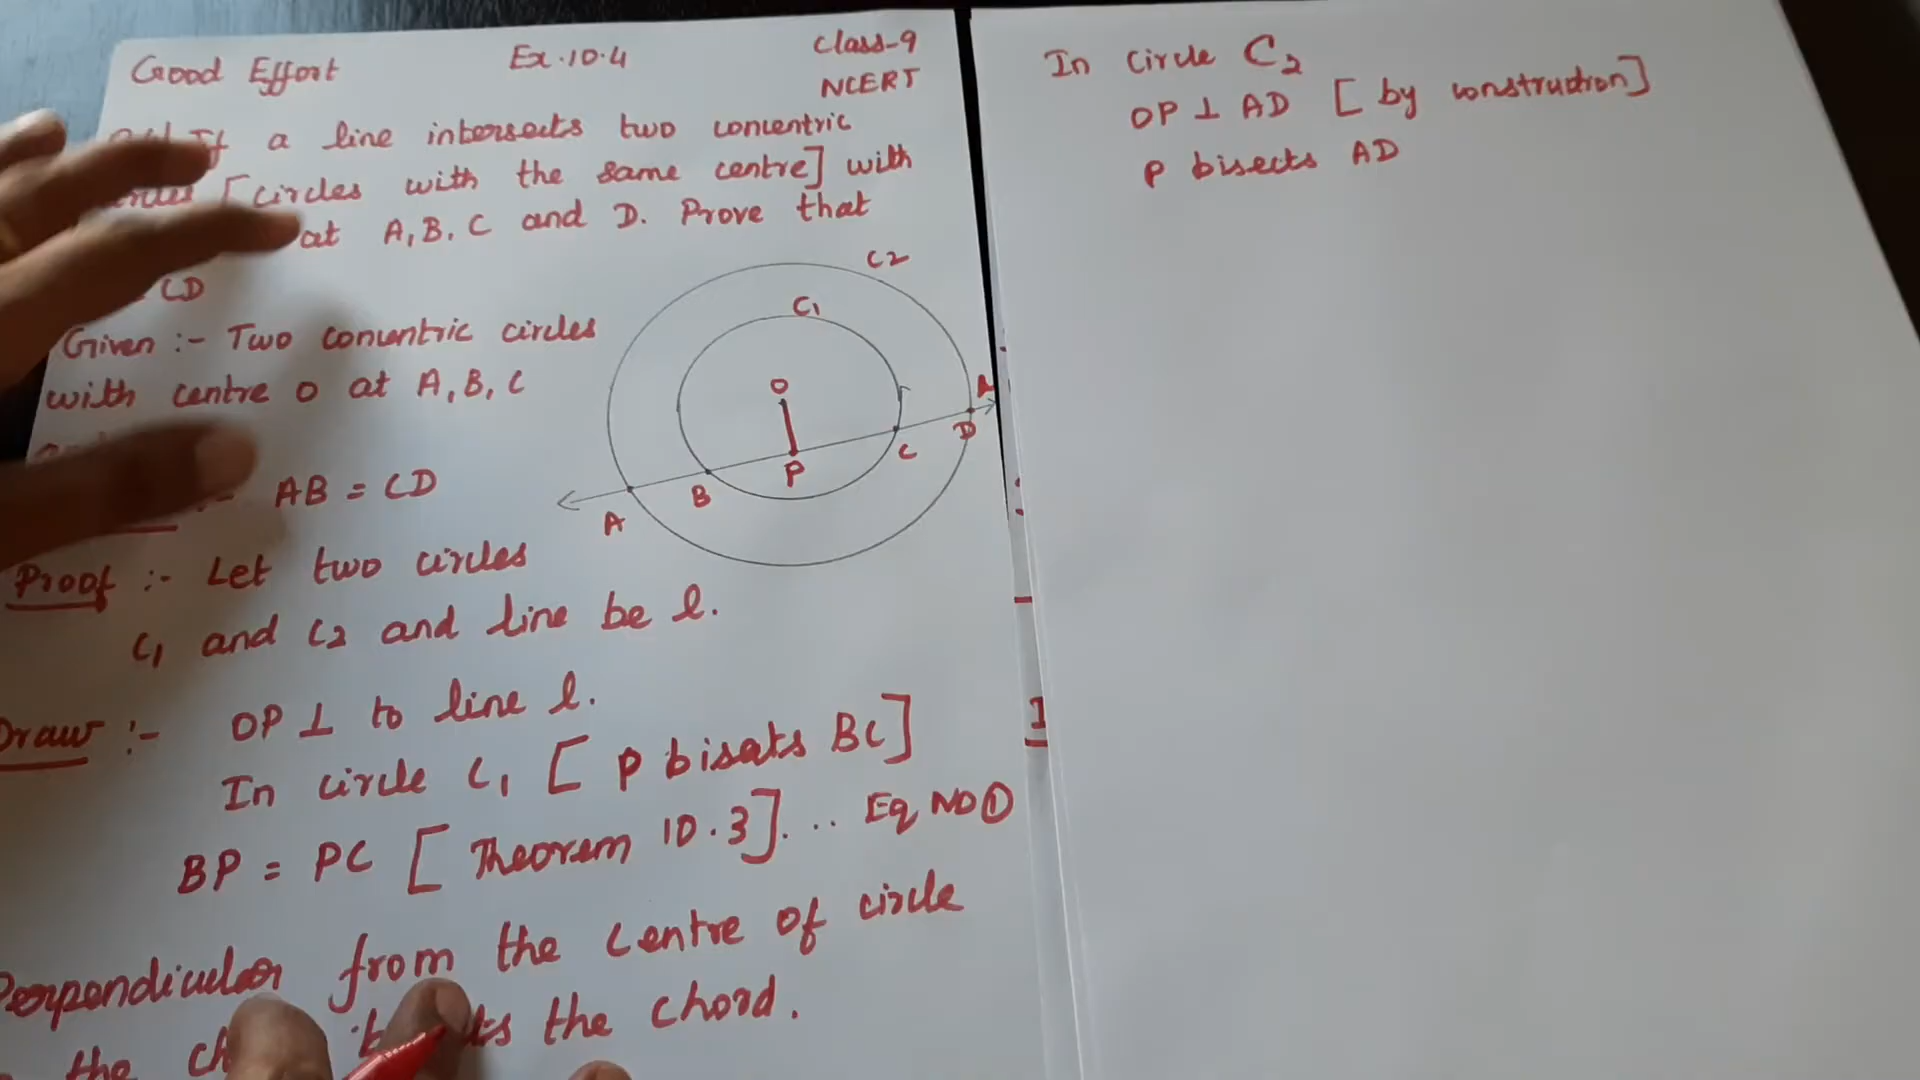 Good Effort Ex.10.4 Class-9
NCERT
If a line intersects two concentric
[circles with the same centre] with
at A, B, C and D. Prove that
= CD
Given :- Two concentric circles
with centre O at A, B, C
:- AB = CD
Proof :- Let two circles
C1 and C2 and line be l.
Draw :- OP ⊥ to line l.
In circle C1 [ P bisats BC]
BP = PC [ Theorem 10.3]... Eq NO ①
Perpendicular from the centre of circle
the the chord.
C2
C1
O
P
A
B
C
D
In circle C2
OP ⊥ AD [ by construction]
P bisects AD